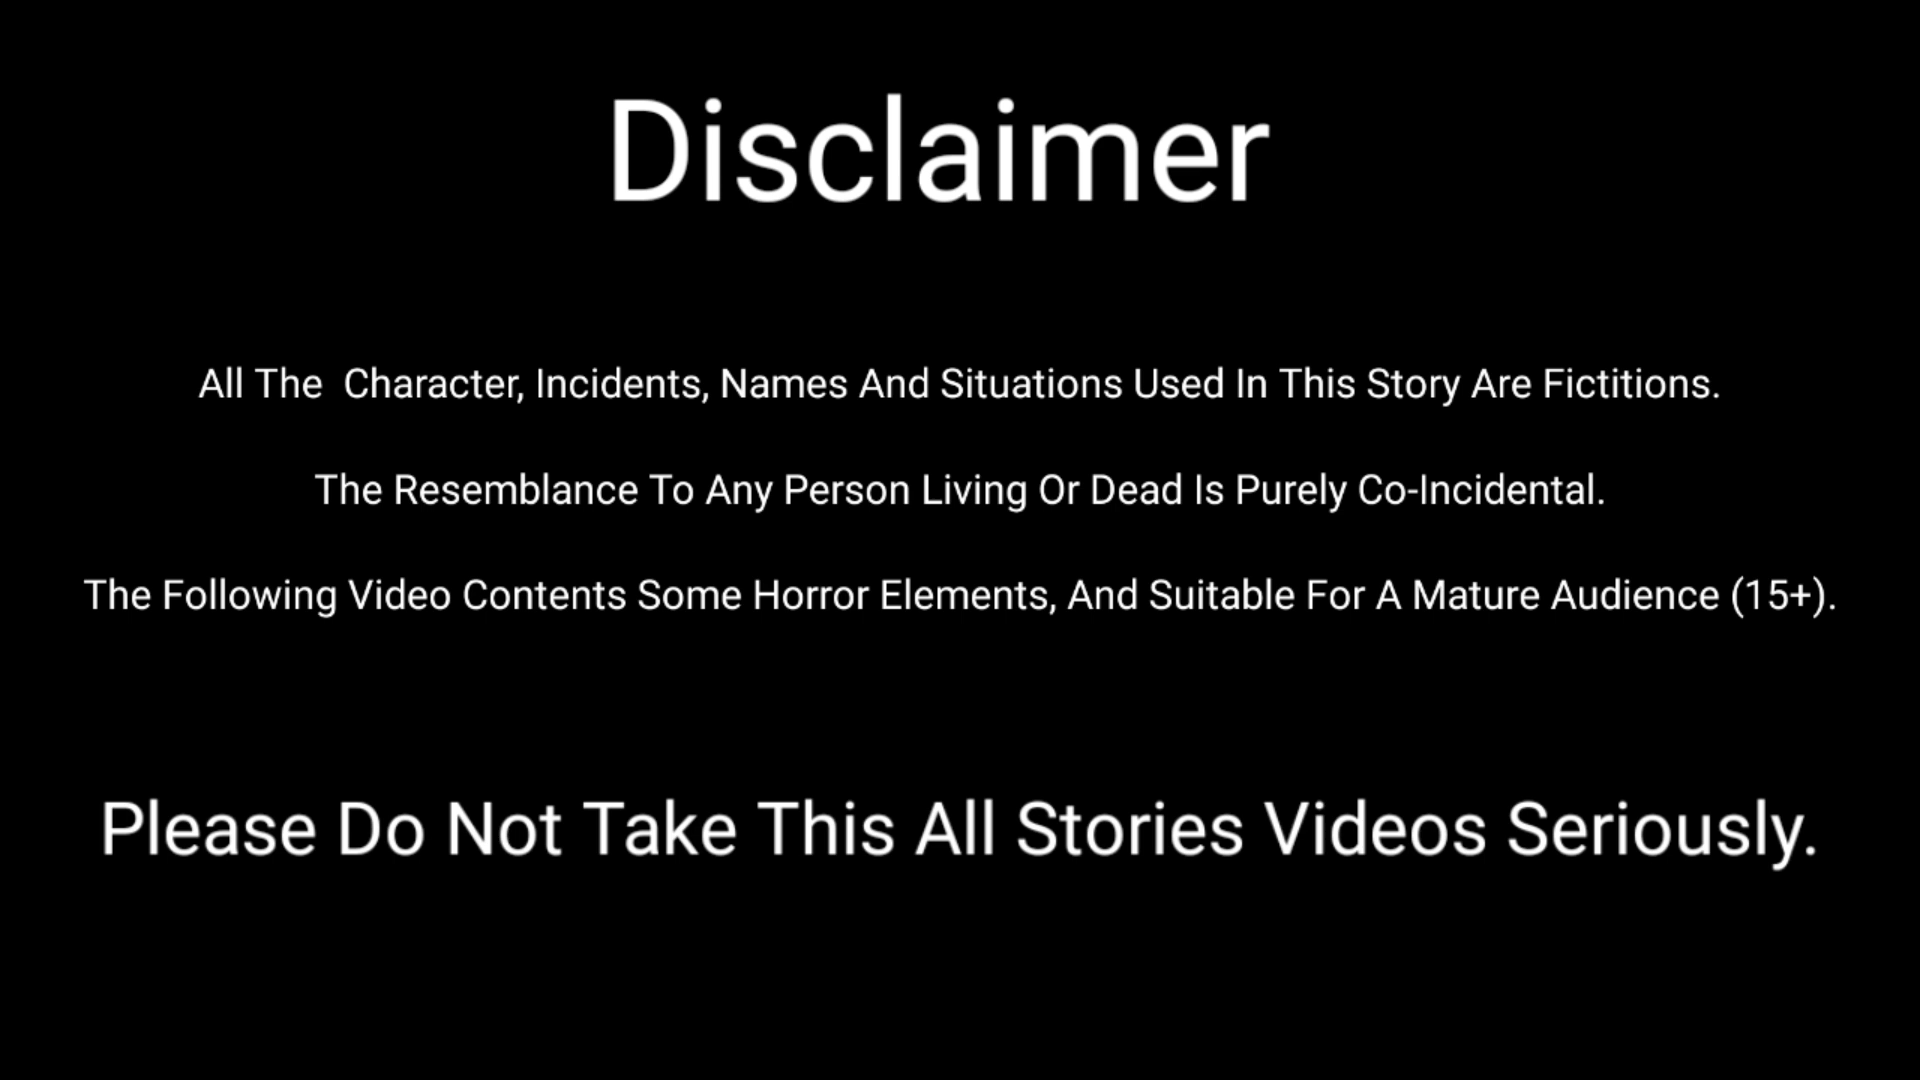 Disclaimer
All The  Character, Incidents, Names And Situations Used In This Story Are Fictitions.
The Resemblance To Any Person Living Or Dead Is Purely Co-Incidental.
The Following Video Contents Some Horror Elements, And Suitable For A Mature Audience (15+).
Please Do Not Take This All Stories Videos Seriously.